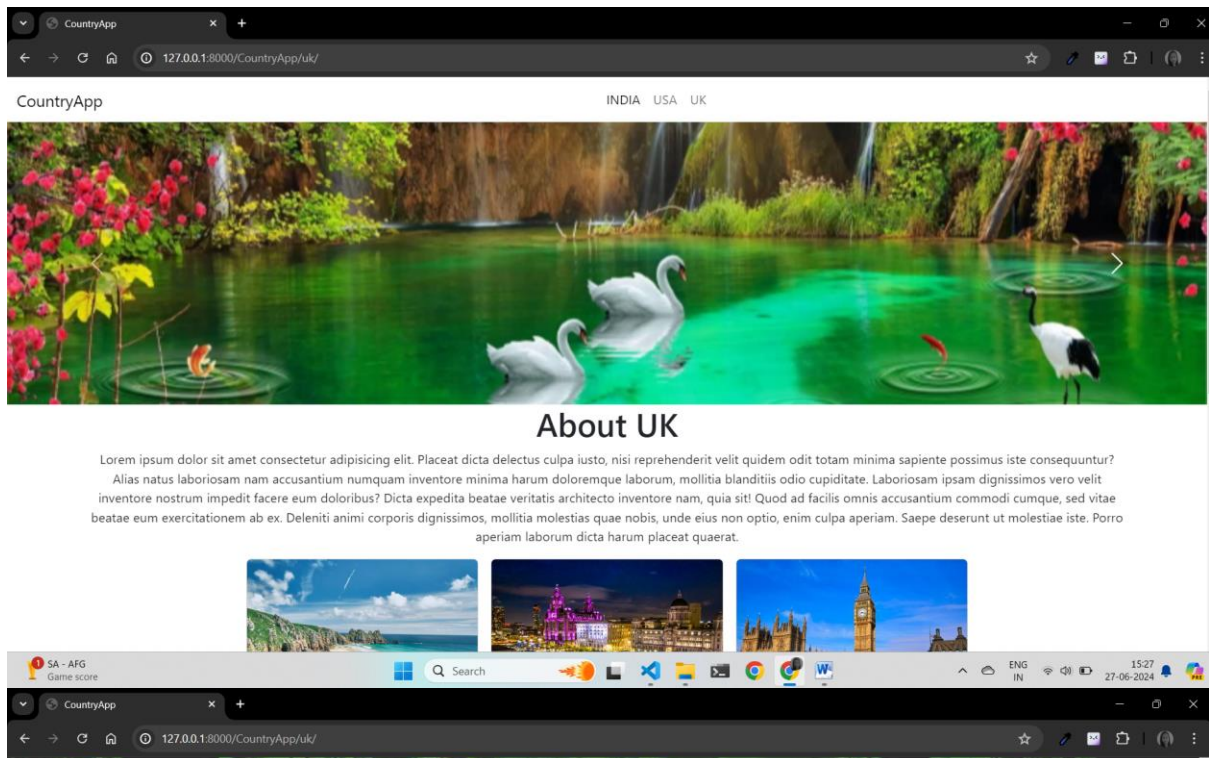 CountryApp
127.0.0.1:8000/CountryApp/uk/
CountryApp INDIA USA UK
About UK
Lorem ipsum dolor sit amet consectetur adipisicing elit. Placeat dicta delectus culpa iusto, nisi reprehenderit velit quidem odit totam minima sapiente possimus iste consequuntur?
Alias natus laboriosam nam accusantium numquam inventore minima harum doloremque laborum, mollitia blanditiis odio cupiditate. Laboriosam ipsam dignissimos vero velit
inventore nostrum impedit facere eum doloribus? Dicta expedita beatae veritatis architecto inventore nam, quia sit! Quod ad facilis omnis accusantium commodi cumque, sed vitae
beatae eum exercitationem ab ex. Deleniti animi corporis dignissimos, mollitia molestias quae nobis, unde eius non optio, enim culpa aperiam. Saepe deserunt ut molestiae iste. Porro
aperiam laborum dicta harum placeat quaerat.
1 SA - AFG
Game score
Search
ENG
IN
15:27
27-06-2024
CountryApp
127.0.0.1:8000/CountryApp/uk/